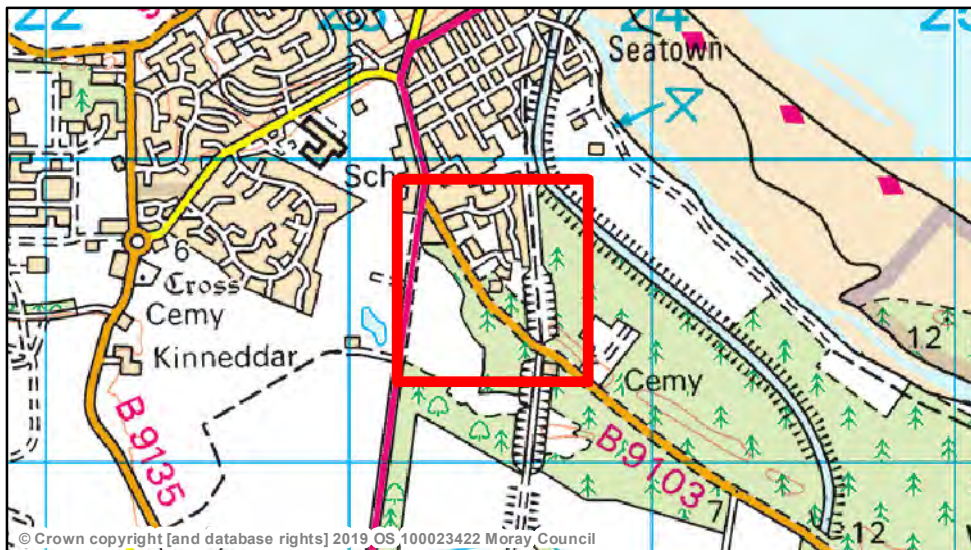 22
23
24
25
Seatown
Sch
6
Cross
Cemy
Kinneddar
12
Cemy
B 9135
B 9103
7
12
© Crown copyright [and database rights] 2019 OS 100023422 Moray Council